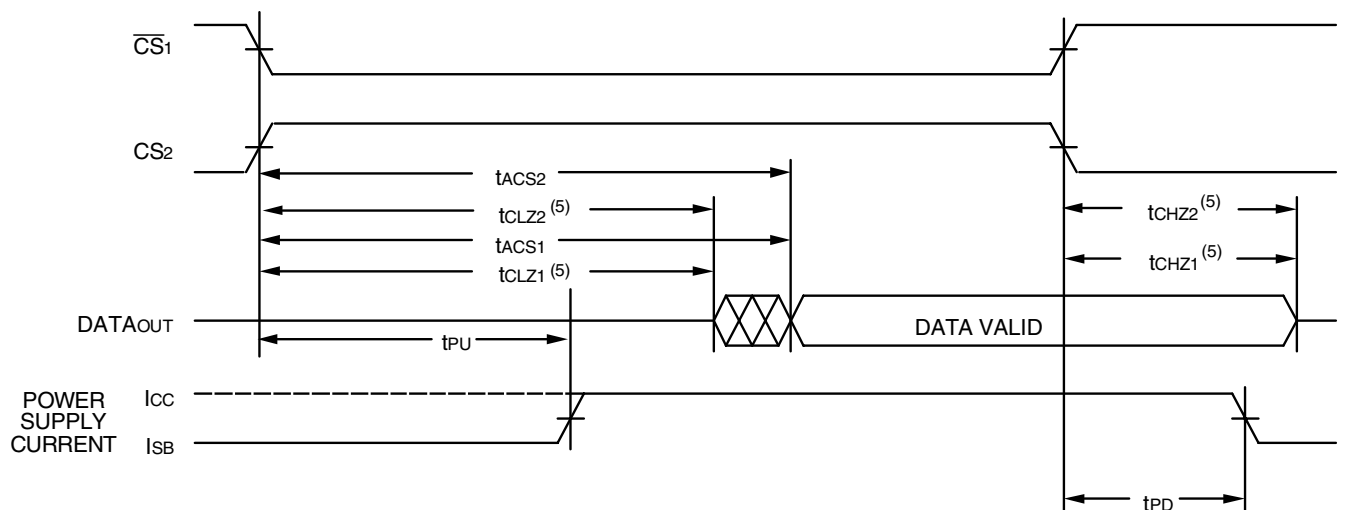 C̅S̅1
CS2
tACS2
tCLZ2 (5)
tCHZ2 (5)
tACS1
tCLZ1 (5)
tCHZ1 (5)
DATAOUT
DATA VALID
tPU
POWER
SUPPLY
CURRENT
ICC
ISB
tPD